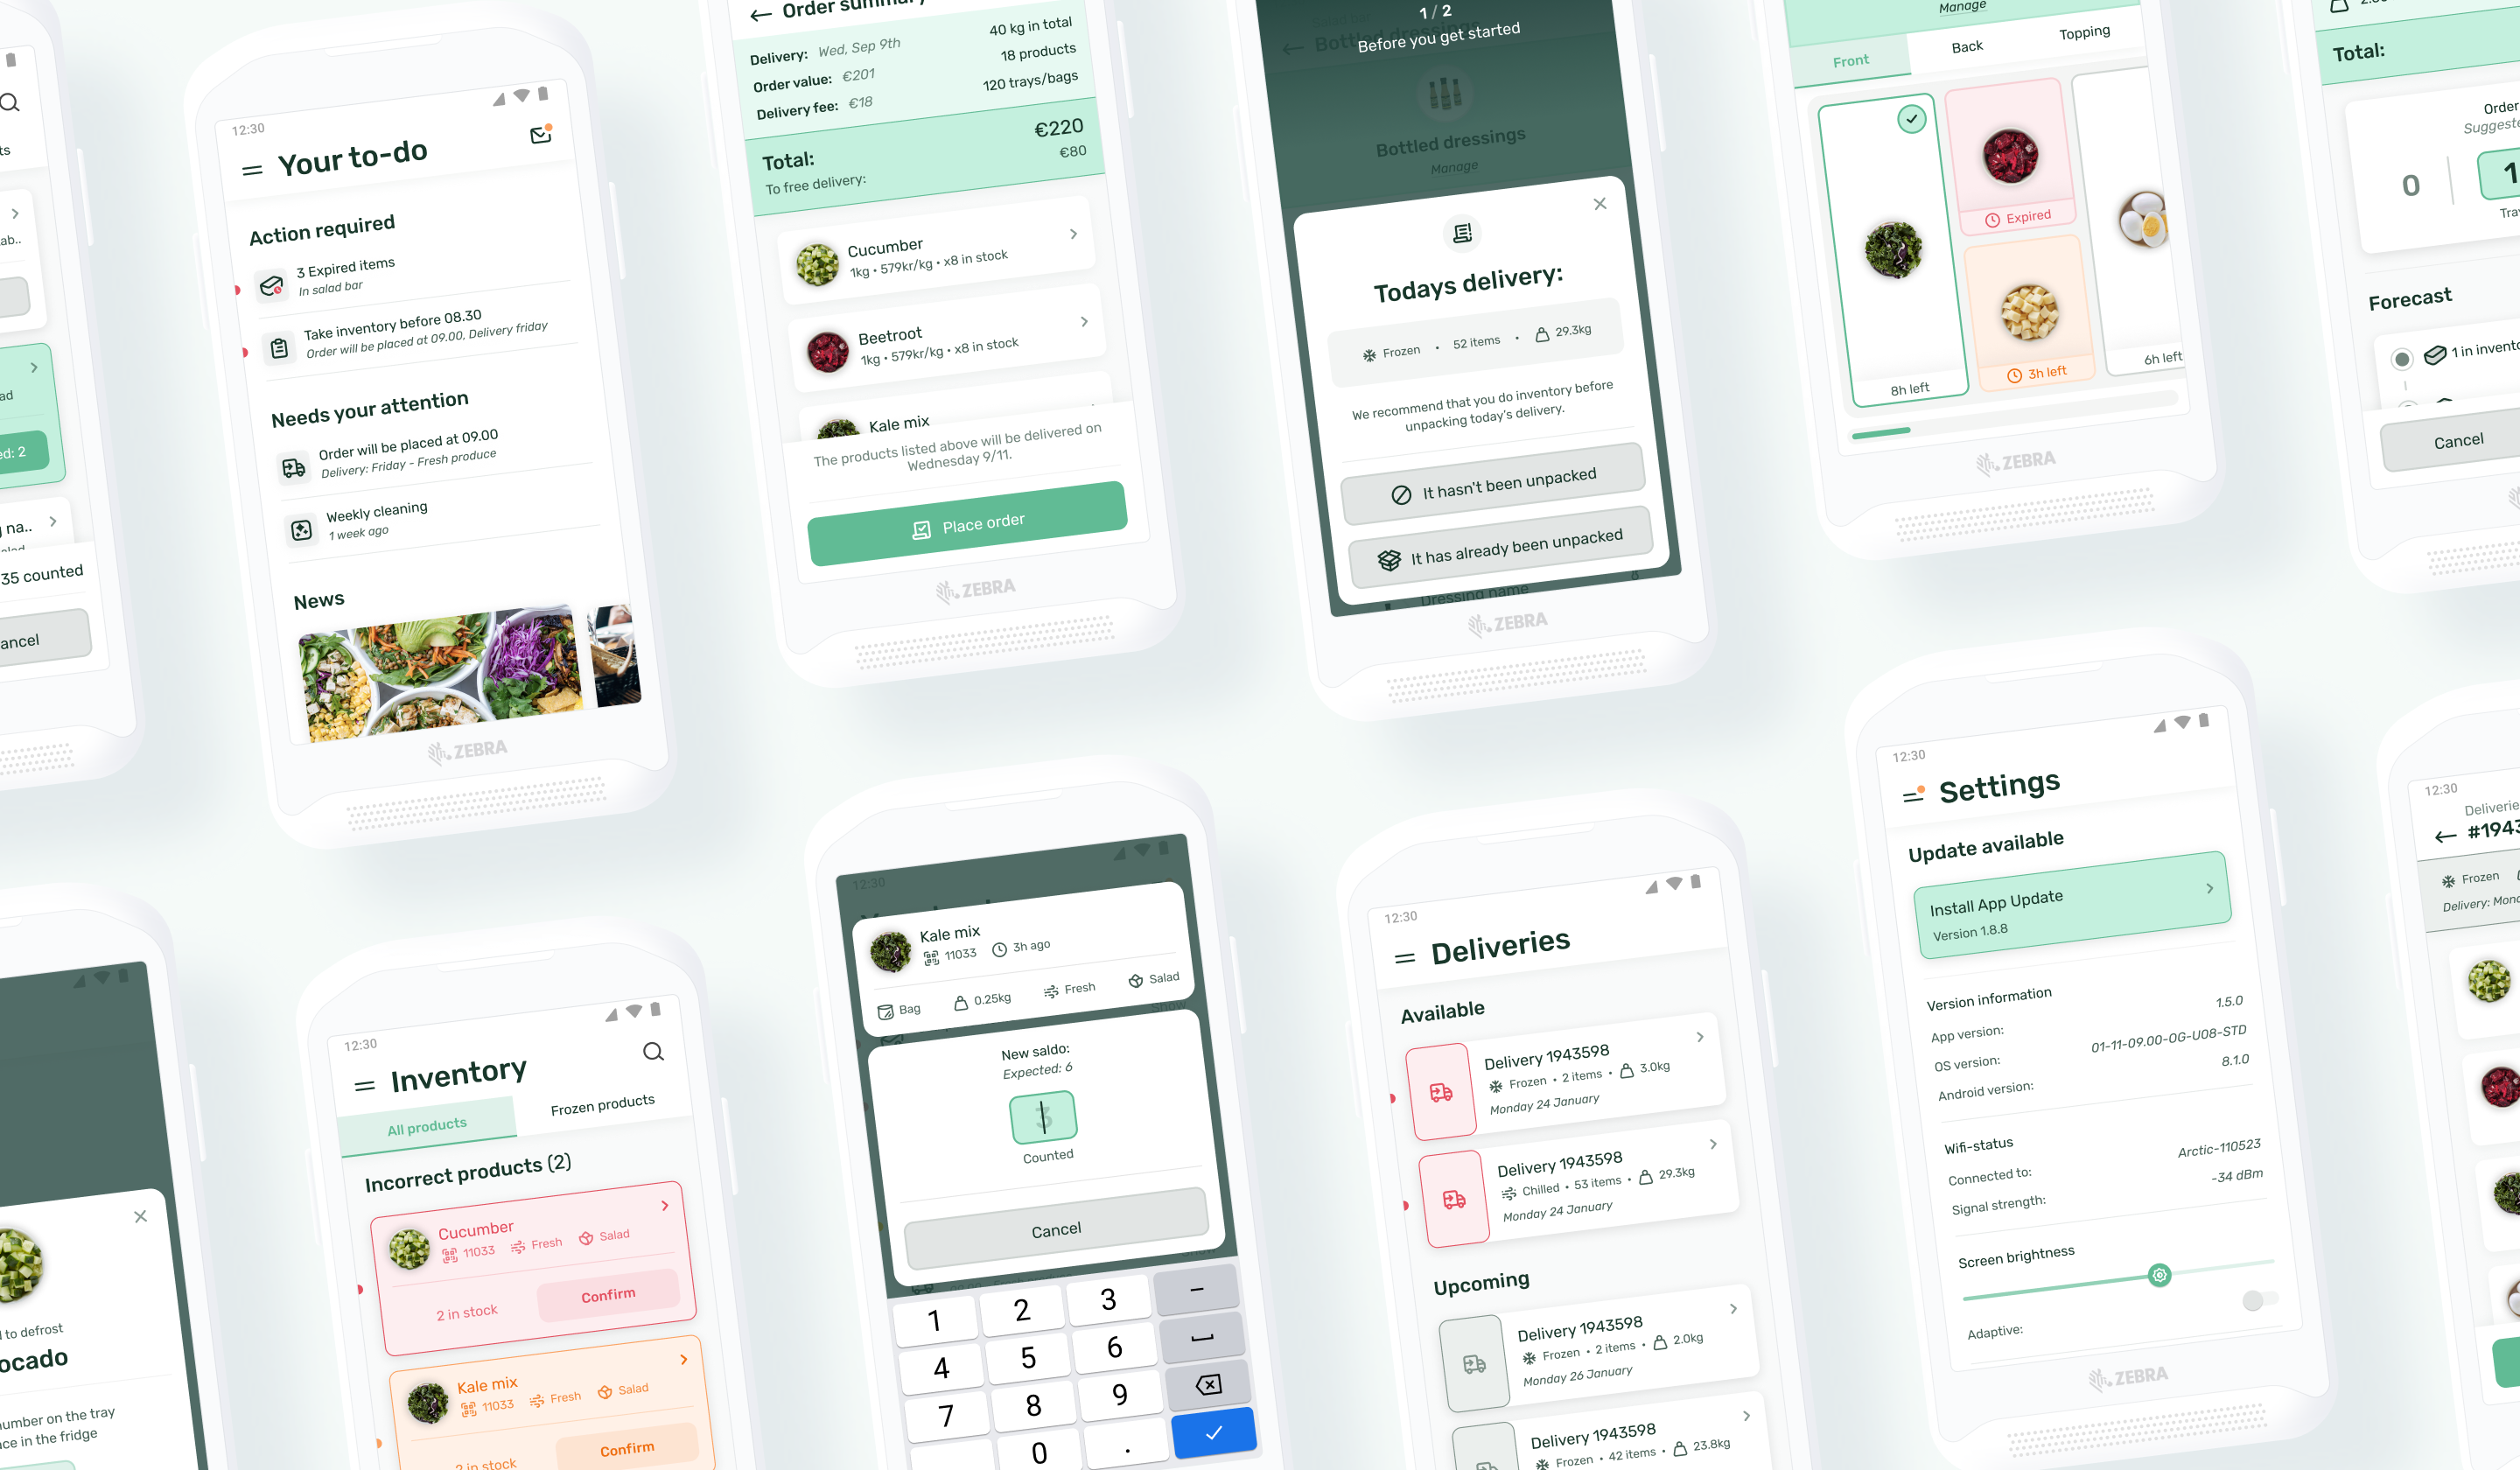 ts
ab..
ad
ed: 2
na..
35 counted
ancel
12:30
Your to-do
Action required
3 Expired items
In salad bar
Take inventory before 08.30
Order will be placed at 09.00, Delivery friday
Needs your attention
Order will be placed at 09.00
Delivery: Friday - Fresh produce
Weekly cleaning
1 week ago
News
ZEBRA
Order summary
Delivery: Wed, Sep 9th
40 kg in total
Order value: €201
18 products
Delivery fee: €18
120 trays/bags
Total:
€220
To free delivery:
€80
Cucumber
1kg • 579kr/kg • x8 in stock
Beetroot
1kg • 579kr/kg • x8 in stock
Kale mix
The products listed above will be delivered on
Wednesday 9/11.
Place order
ZEBRA
1 / 2
Before you get started
Bottled dressings
Bottled dressings
Manage
Todays delivery:
Frozen • 52 items • 29.3kg
We recommend that you do inventory before
unpacking today's delivery.
It hasn't been unpacked
It has already been unpacked
Dressing name
ZEBRA
Manage
Front
Back
Topping
Expired
8h left
3h left
6h left
ZEBRA
Total:
Order
Suggeste
0
1
Tra
Forecast
1 in invento
Cancel
d to defrost
ocado
number on the tray
ace in the fridge
12:30
Inventory
All products
Frozen products
Incorrect products (2)
Cucumber
11033 Fresh Salad
2 in stock
Confirm
Kale mix
11033 Fresh Salad
2 in stock
Confirm
12:30
Kale mix
11033 3h ago
Bag 0.25kg Fresh Salad
Show
New saldo:
Expected: 6
3
Counted
Cancel
1 2 3 –
4 5 6
7 8 9
0 .
12:30
Deliveries
Available
Delivery 1943598
Frozen • 2 items • 3.0kg
Monday 24 January
Delivery 1943598
Chilled • 53 items • 29.3kg
Monday 24 January
Upcoming
Delivery 1943598
Frozen • 2 items • 2.0kg
Monday 26 January
Delivery 1943598
Frozen • 42 items • 23.8kg
12:30
Settings
Update available
Install App Update
Version 1.8.8
Version information
App version: 1.5.0
OS version: 01-11-09.00-OG-U08-STD
Android version: 8.1.0
Wifi-status
Connected to: Arctic-110523
Signal strength: -34 dBm
Screen brightness
Adaptive:
ZEBRA
12:30
Deliverie
#1943
Frozen
Delivery: Mond